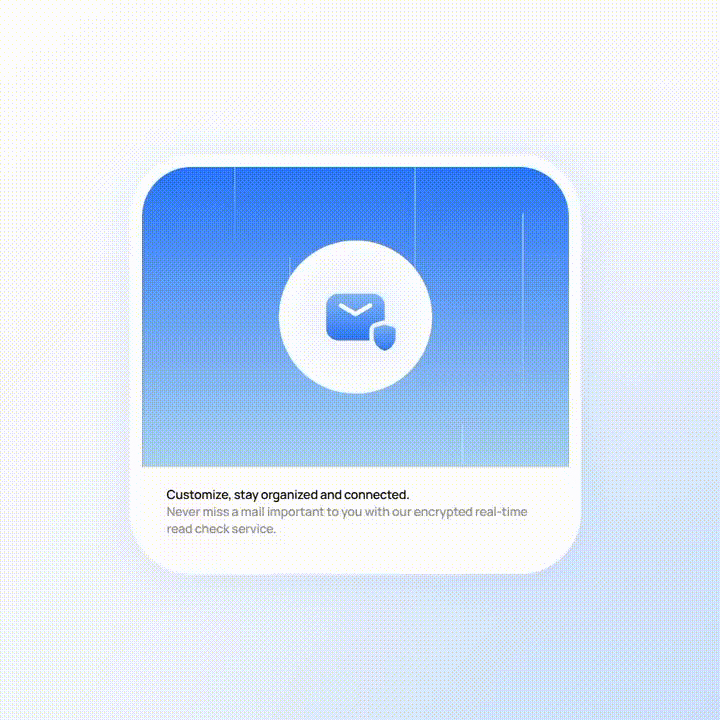 Customize, stay organized and connected.
Never miss a mail important to you with our encrypted real-time
read check service.